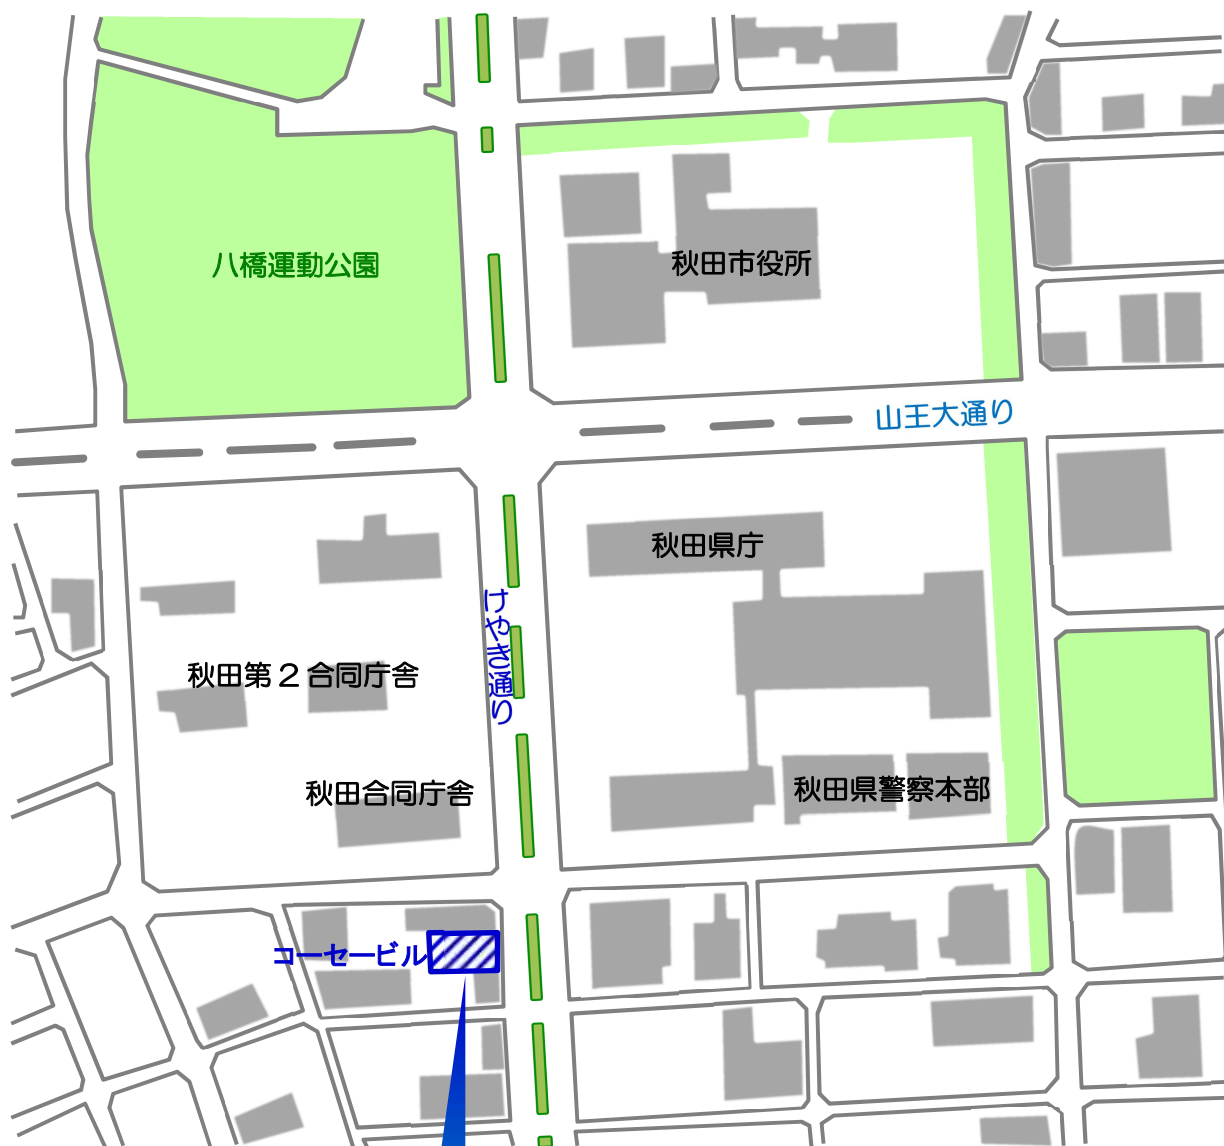 八橋運動公園
秋田市役所
山王大通り
秋田県庁
けやき通り
秋田第2合同庁舎
秋田合同庁舎
秋田県警察本部
コーセービル